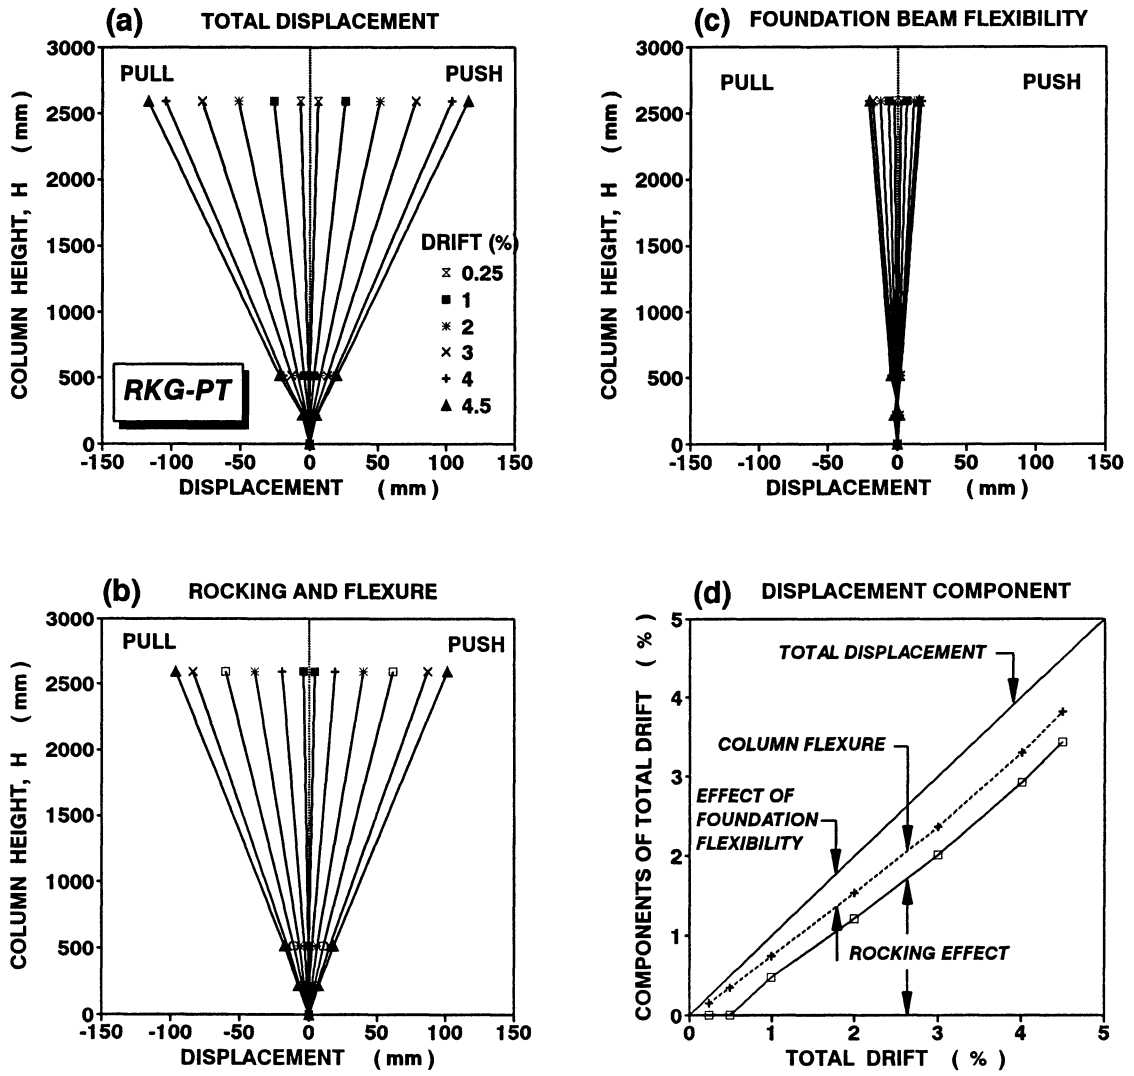 (a) TOTAL DISPLACEMENT
3000
2500
2000
1500
1000
500
0
COLUMN HEIGHT, H ( mm )
PULL
PUSH
DRIFT (%)
0.25
1
2
3
4
4.5
RKG-PT
-150 -100 -50 0 50 100 150
DISPLACEMENT ( mm )
(c) FOUNDATION BEAM FLEXIBILITY
3000
2500
2000
1500
1000
500
0
COLUMN HEIGHT, H ( mm )
PULL
PUSH
-150 -100 -50 0 50 100 150
DISPLACEMENT ( mm )
(b) ROCKING AND FLEXURE
3000
2500
2000
1500
1000
500
0
COLUMN HEIGHT, H ( mm )
PULL
PUSH
-150 -100 -50 0 50 100 150
DISPLACEMENT ( mm )
(d) DISPLACEMENT COMPONENT
5
4
3
2
1
0
COMPONENTS OF TOTAL DRIFT ( % )
TOTAL DISPLACEMENT
COLUMN FLEXURE
EFFECT OF
FOUNDATION
FLEXIBILITY
ROCKING EFFECT
0 1 2 3 4 5
TOTAL DRIFT ( % )